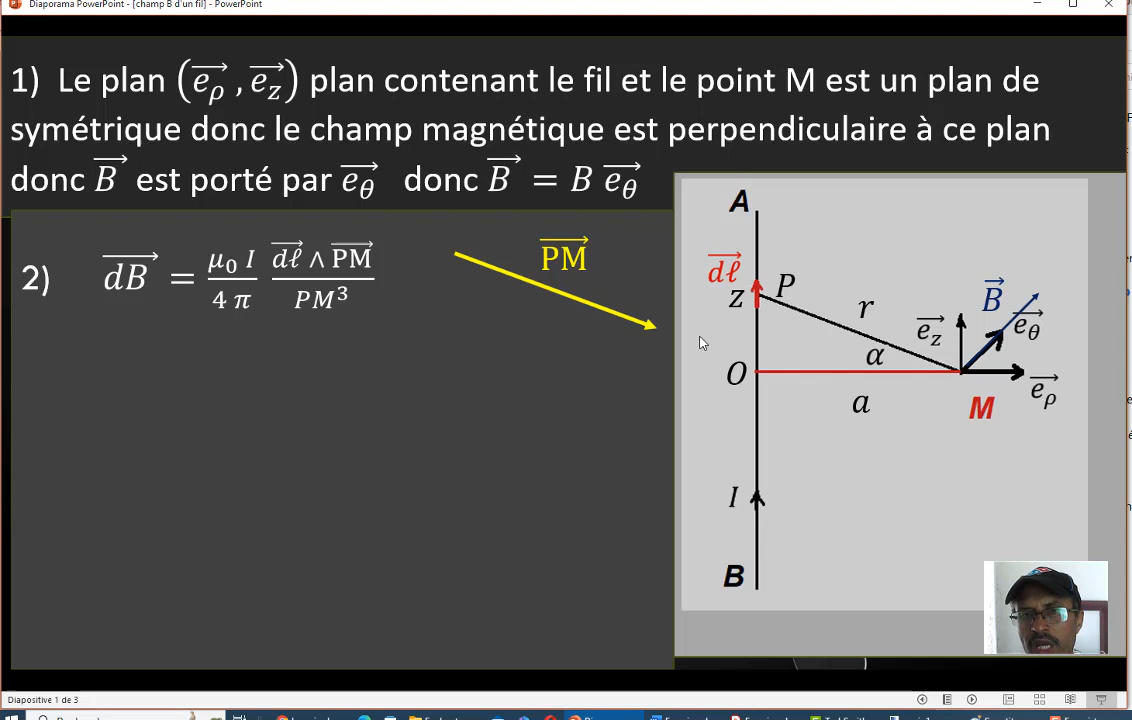 Diaporama PowerPoint - [champ B d'un fil] - PowerPoint
1) Le plan (e⃗ρ , e⃗z) plan contenant le fil et le point M est un plan de
symétrique donc le champ magnétique est perpendiculaire à ce plan
donc B⃗ est porté par e⃗θ donc B⃗ = B e⃗θ
2) dB⃗ = μ₀ I / 4 π dℓ⃗ ∧ PM⃗ / PM³
PM⃗
A
dℓ⃗
z
P
r
B⃗
e⃗z
e⃗θ
α
O
a
e⃗ρ
M
I
B
Diapositive 1 de 3